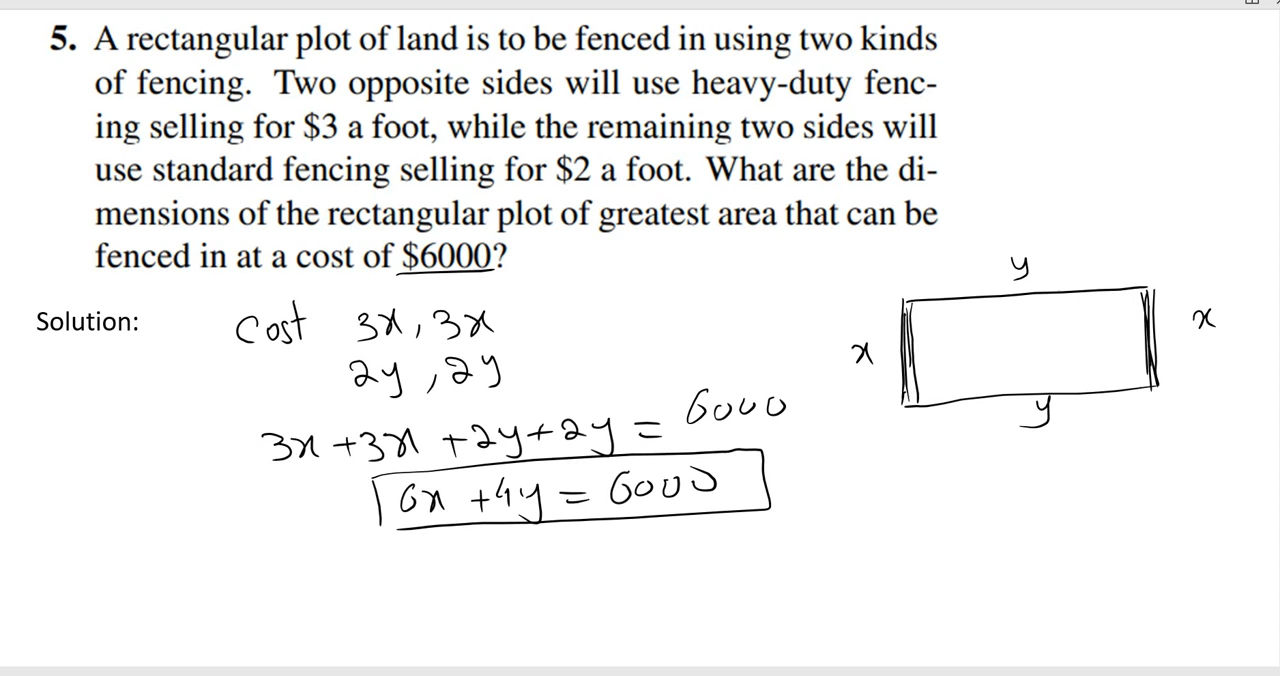 5. A rectangular plot of land is to be fenced in using two kinds
of fencing. Two opposite sides will use heavy-duty fenc-
ing selling for $3 a foot, while the remaining two sides will
use standard fencing selling for $2 a foot. What are the di-
mensions of the rectangular plot of greatest area that can be
fenced in at a cost of $6000?
Solution:
Cost 3x, 3x
2y, 2y
3x + 3x + 2y + 2y = 6000
6x + 4y = 6000
y
x
x
y